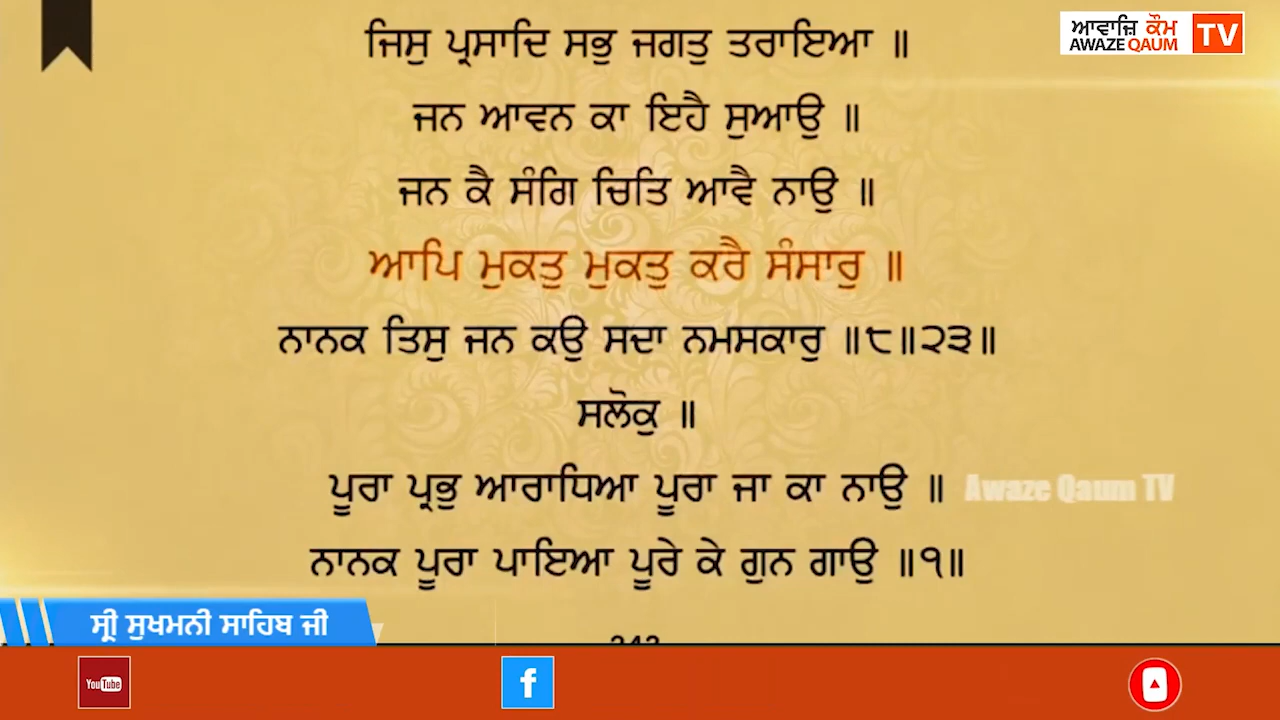 ਆਵਾਜ਼ਿ ਕੌਮ
AWAZE QAUM TV
ਜਿਸੁ ਪ੍ਰਸਾਦਿ ਸਭੁ ਜਗਤੁ ਤਰਾਇਆ ॥
ਜਨ ਆਵਨ ਕਾ ਇਹੈ ਸੁਆਉ ॥
ਜਨ ਕੈ ਸੰਗਿ ਚਿਤਿ ਆਵੈ ਨਾਉ ॥
ਆਪਿ ਮੁਕਤੁ ਮੁਕਤੁ ਕਰੈ ਸੰਸਾਰੁ ॥
ਨਾਨਕ ਤਿਸੁ ਜਨ ਕਉ ਸਦਾ ਨਮਸਕਾਰੁ ॥੮॥੨੩॥
ਸਲੋਕੁ ॥
ਪੂਰਾ ਪ੍ਰਭੁ ਆਰਾਧਿਆ ਪੂਰਾ ਜਾ ਕਾ ਨਾਉ ॥
Awaze Qaum TV
ਨਾਨਕ ਪੂਰਾ ਪਾਇਆ ਪੂਰੇ ਕੇ ਗੁਨ ਗਾਉ ॥੧॥
ਸ੍ਰੀ ਸੁਖਮਨੀ ਸਾਹਿਬ ਜੀ
YouTube